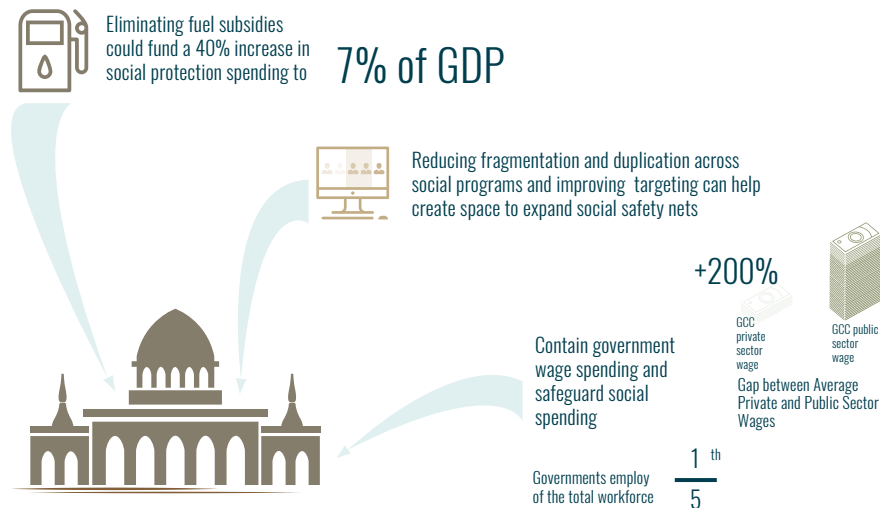 Eliminating fuel subsidies
could fund a 40% increase in
social protection spending to
7% of GDP
Reducing fragmentation and duplication across
social programs and improving targeting can help
create space to expand social safety nets
+200%
GCC
private
sector
wage
GCC public
sector
wage
Gap between Average
Private and Public Sector
Wages
Contain government
wage spending and
safeguard social
spending
Governments employ
of the total workforce
1 th
5